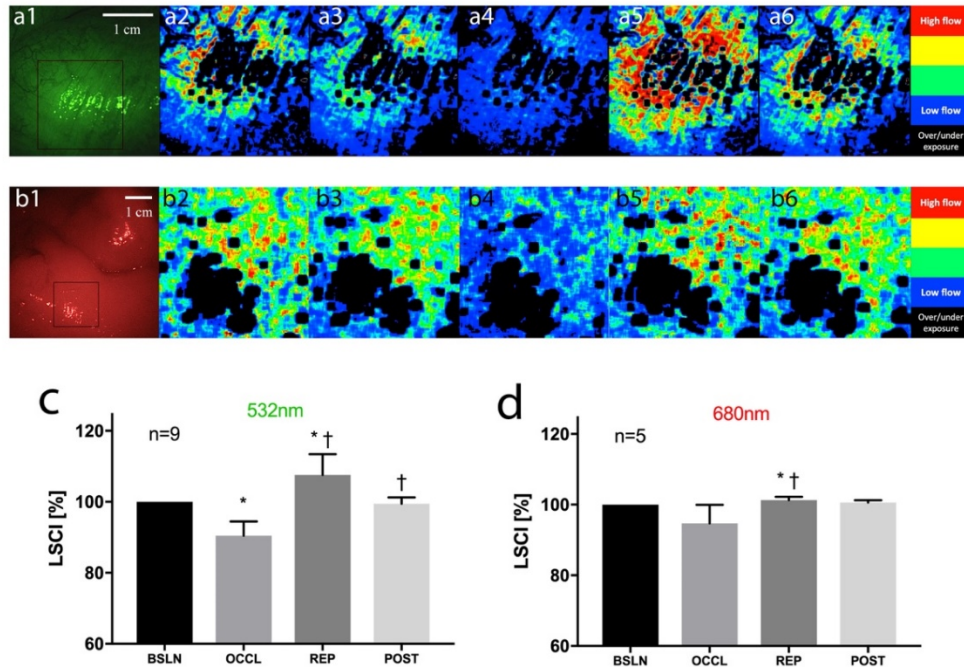 a1
1 cm
a2
a3
a4
a5
a6
High flow
Low flow
Over/under
exposure
b1
1 cm
b2
b3
b4
b5
b6
High flow
Low flow
Over/under
exposure
c
532nm
n=9
LSCI [%]
120
100
80
60
*
* †
†
BSLN
OCCL
REP
POST
d
680nm
n=5
LSCI [%]
120
100
80
60
* †
BSLN
OCCL
REP
POST